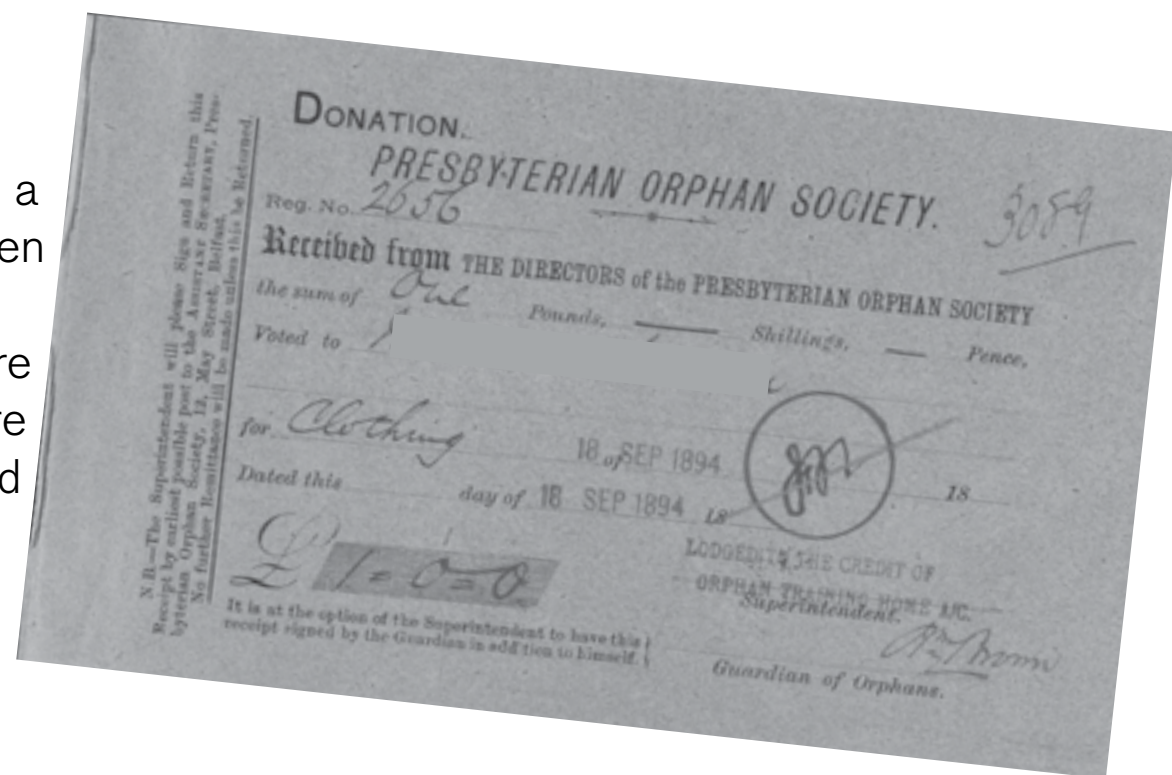 a
en
re
re
d
DONATION.
PRESBYTERIAN ORPHAN SOCIETY.
3089
Reg. No. 2656
Received from THE DIRECTORS of the PRESBYTERIAN ORPHAN SOCIETY
the sum of One Pounds, — Shillings, — Pence,
Voted to
for Clothing 18 of SEP 1894 18
Dated this day of 18 SEP 1894 18
£ 1=0=0
LODGED TO THE CREDIT OF
ORPHAN TRAINING HOME A/C.
Superintendent.
It is at the option of the Superintendent to have this
receipt signed by the Guardian in addition to himself.
Guardian of Orphans.
N.B.—The Superintendent will please Sign and Return this
Receipt by earliest possible post to the ASSISTANT SECRETARY, Pres-
byterian Orphan Society, 12, May Street, Belfast.
No further Remittance will be made unless this be Returned.